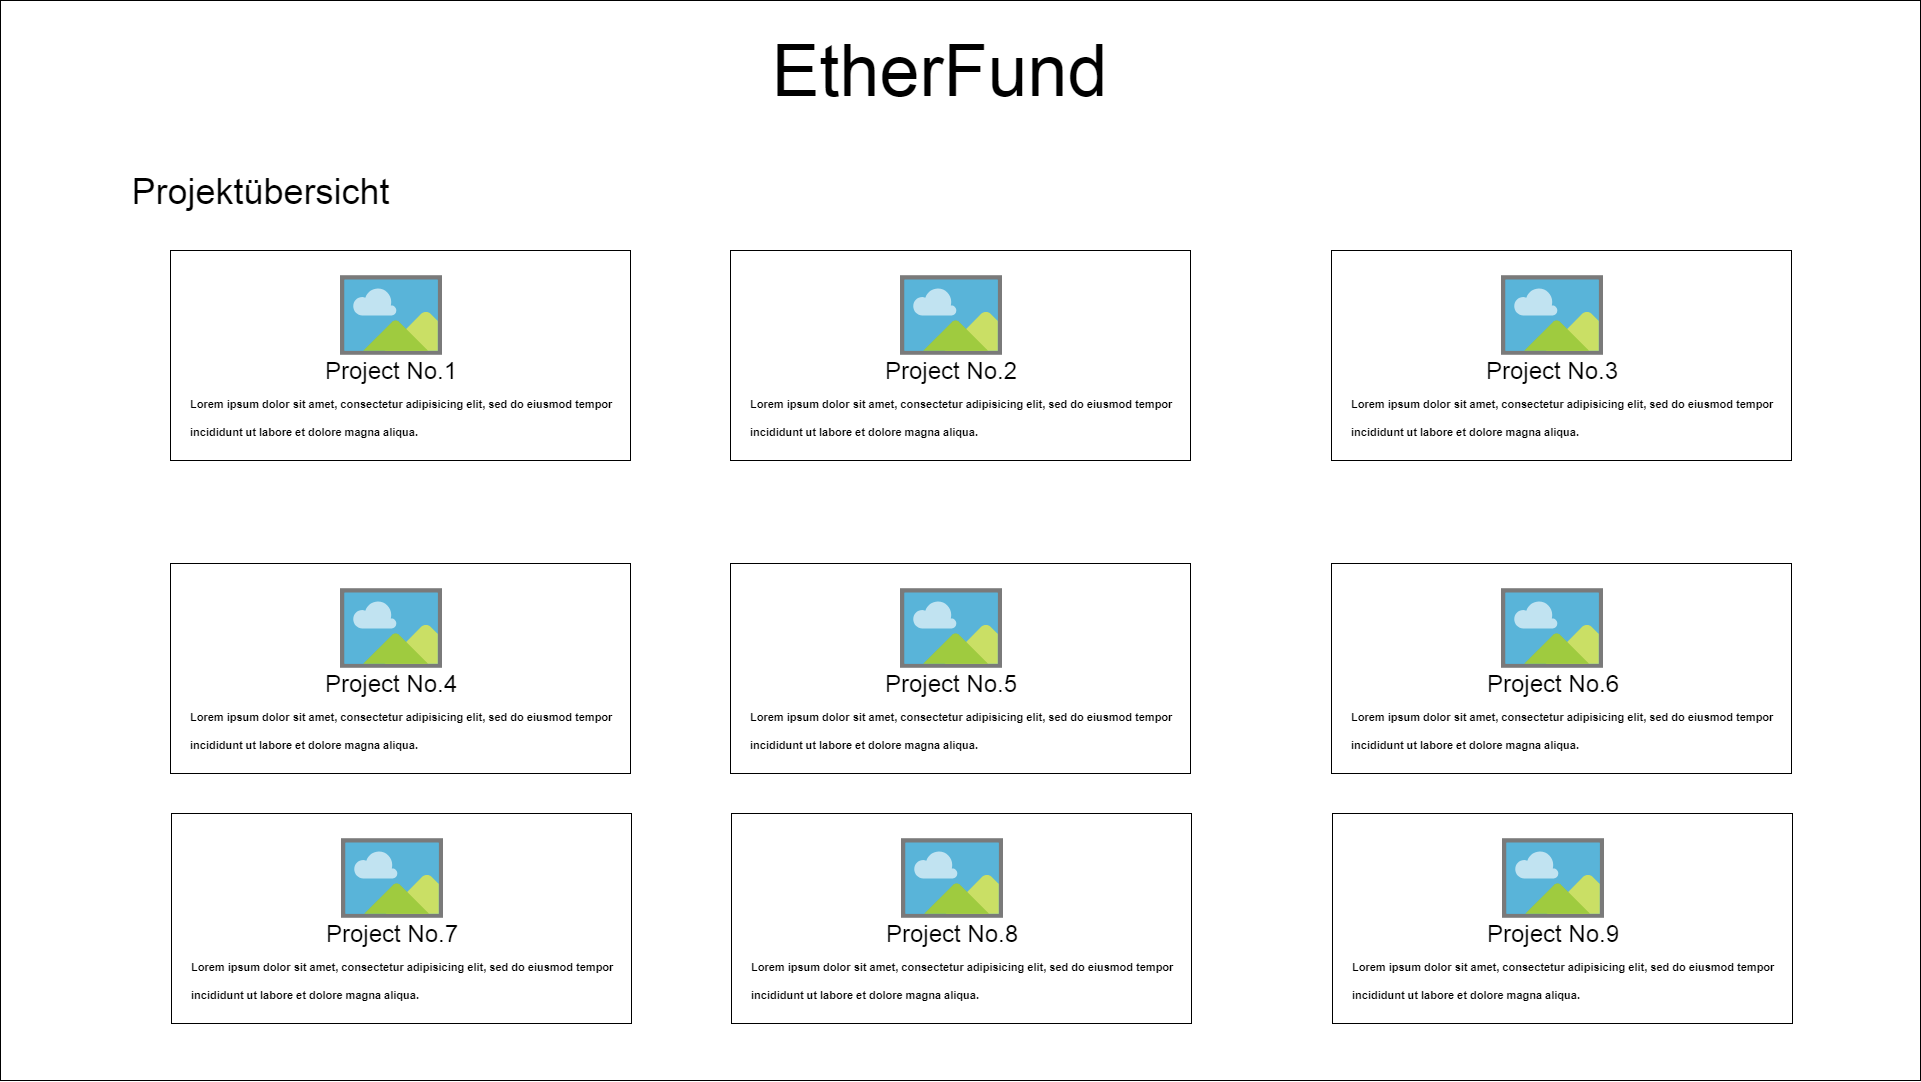 EtherFund
Projektübersicht
Project No.1
Lorem ipsum dolor sit amet, consectetur adipisicing elit, sed do eiusmod tempor
incididunt ut labore et dolore magna aliqua.
Project No.2
Lorem ipsum dolor sit amet, consectetur adipisicing elit, sed do eiusmod tempor
incididunt ut labore et dolore magna aliqua.
Project No.3
Lorem ipsum dolor sit amet, consectetur adipisicing elit, sed do eiusmod tempor
incididunt ut labore et dolore magna aliqua.
Project No.4
Lorem ipsum dolor sit amet, consectetur adipisicing elit, sed do eiusmod tempor
incididunt ut labore et dolore magna aliqua.
Project No.5
Lorem ipsum dolor sit amet, consectetur adipisicing elit, sed do eiusmod tempor
incididunt ut labore et dolore magna aliqua.
Project No.6
Lorem ipsum dolor sit amet, consectetur adipisicing elit, sed do eiusmod tempor
incididunt ut labore et dolore magna aliqua.
Project No.7
Lorem ipsum dolor sit amet, consectetur adipisicing elit, sed do eiusmod tempor
incididunt ut labore et dolore magna aliqua.
Project No.8
Lorem ipsum dolor sit amet, consectetur adipisicing elit, sed do eiusmod tempor
incididunt ut labore et dolore magna aliqua.
Project No.9
Lorem ipsum dolor sit amet, consectetur adipisicing elit, sed do eiusmod tempor
incididunt ut labore et dolore magna aliqua.